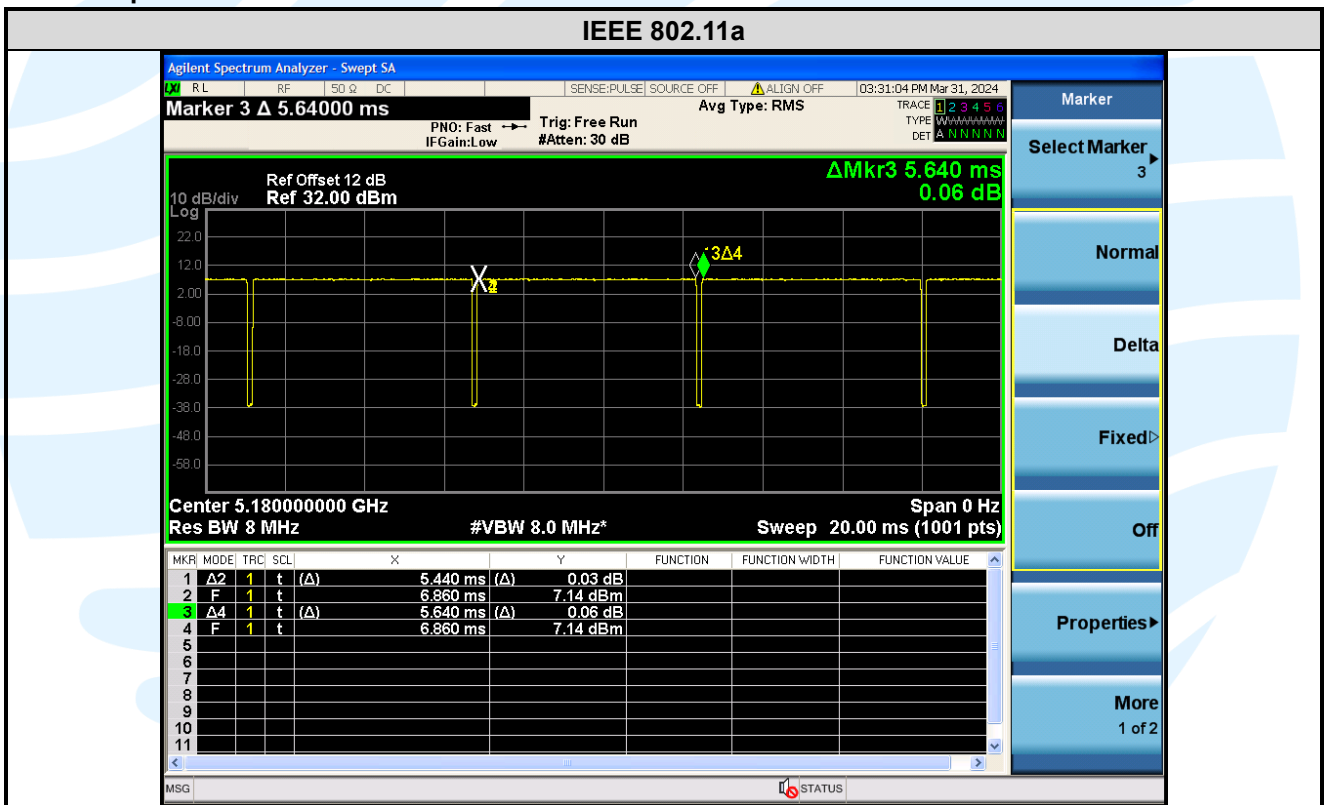 IEEE 802.11a
Agilent Spectrum Analyzer - Swept SA
LXI RL RF 50 Ω DC SENSE:PULSE SOURCE OFF ALIGN OFF 03:31:04 PM Mar 31, 2024
Marker 3 Δ 5.64000 ms
PNO: Fast
IFGain:Low
Trig: Free Run
#Atten: 30 dB
Avg Type: RMS
TRACE 1 2 3 4 5 6
TYPE
DET A N N N N N
ΔMkr3 5.640 ms
0.06 dB
10 dB/div
Log
Ref Offset 12 dB
Ref 32.00 dBm
22.0
12.0
2.00
-8.00
-18.0
-28.0
-38.0
-48.0
-58.0
3Δ4
Center 5.180000000 GHz Span 0 Hz
Res BW 8 MHz #VBW 8.0 MHz* Sweep 20.00 ms (1001 pts)
MKR MODE TRC SCL X Y FUNCTION FUNCTION WIDTH FUNCTION VALUE
1 Δ2 1 t (Δ) 5.440 ms (Δ) 0.03 dB
2 F 1 t 6.860 ms 7.14 dBm
3 Δ4 1 t (Δ) 5.640 ms (Δ) 0.06 dB
4 F 1 t 6.860 ms 7.14 dBm
5
6
7
8
9
10
11
MSG STATUS
Marker
Select Marker
3
Normal
Delta
Fixed
Off
Properties
More
1 of 2